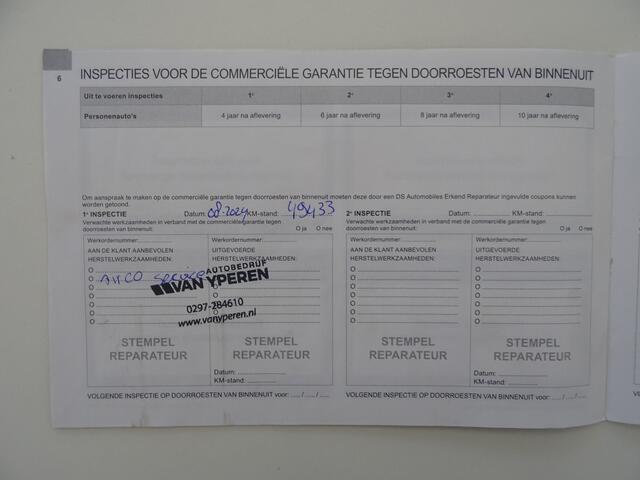 6 INSPECTIES VOOR DE COMMERCIËLE GARANTIE TEGEN DOORROESTEN VAN BINNENUIT
Uit te voeren inspecties 1e 2e 3e 4e
Personenauto's 4 jaar na aflevering 6 jaar na aflevering 8 jaar na aflevering 10 jaar na aflevering
Om aanspraak te maken op de commerciële garantie tegen doorroesten van binnenuit moeten deze door een DS Automobiles Erkend Reparateur ingevulde coupons kunnen
worden getoond.
1e INSPECTIE Datum: 08-2024 KM-stand: 49433
Verwachte werkzaamheden in verband met de commerciële garantie tegen
doorroesten van binnenuit: O ja O nee
Werkordernummer:
AAN DE KLANT AANBEVOLEN
HERSTELWERKZAAMHEDEN:
O
O AIRCO service
O
O
O
O
O
STEMPEL
REPARATEUR
Werkordernummer:
UITGEVOERDE
HERSTELWERKZAAMHEDEN:
AUTOBEDRIJF
VAN YPEREN
0297-284610
www.vanyperen.nl
STEMPEL
REPARATEUR
Datum:
KM-stand:
VOLGENDE INSPECTIE OP DOORROESTEN VAN BINNENUIT voor: ..... / ..... / .....
2e INSPECTIE Datum: KM-stand:
Verwachte werkzaamheden in verband met de commerciële garantie tegen
doorroesten van binnenuit: O ja O nee
Werkordernummer:
AAN DE KLANT AANBEVOLEN
HERSTELWERKZAAMHEDEN:
O
O
O
O
O
O
O
STEMPEL
REPARATEUR
Werkordernummer:
UITGEVOERDE
HERSTELWERKZAAMHEDEN:
O
O
O
O
O
O
O
STEMPEL
REPARATEUR
Datum:
KM-stand:
VOLGENDE INSPECTIE OP DOORROESTEN VAN BINNENUIT voor: ..... / ..... / .....